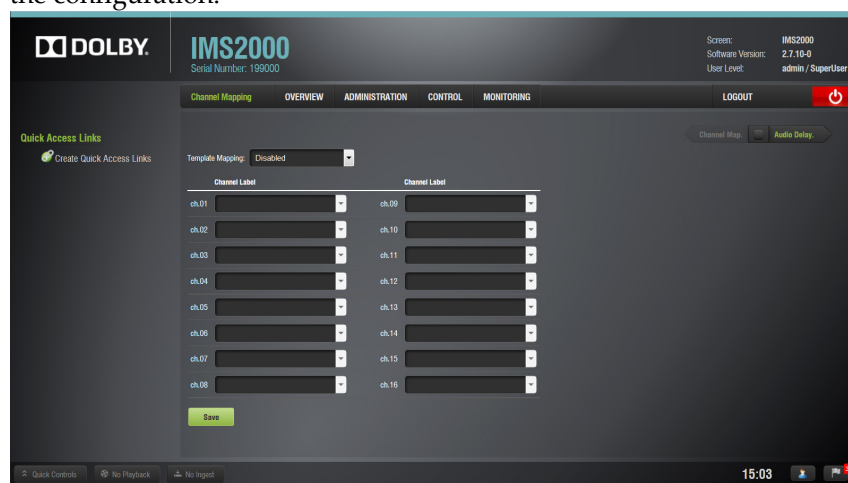 the configuration.
DOLBY.
IMS2000
Serial Number: 199000
Screen: IMS2000
Software Version: 2.7.10-0
User Level: admin / SuperUser
Channel Mapping OVERVIEW ADMINISTRATION CONTROL MONITORING LOGOUT
Quick Access Links
Create Quick Access Links
Channel Map. Audio Delay.
Template Mapping: Disabled
Channel Label Channel Label
ch.01 ch.09
ch.02 ch.10
ch.03 ch.11
ch.04 ch.12
ch.05 ch.13
ch.06 ch.14
ch.07 ch.15
ch.08 ch.16
Save
Quick Controls No Playback No Ingest 15:03